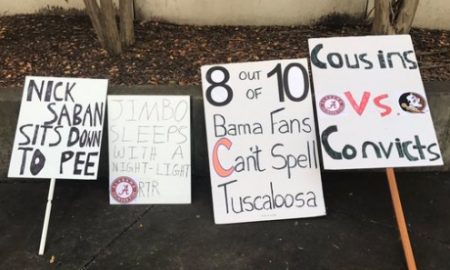 NICK
SABAN
SITS DOWN
TO PEE
JIMBO
SLEEPS
WITH A
NIGHT-LIGHT
RTR
8 OUT OF 10
Bama Fans
Can't Spell
Tuscaloosa
Cousins
Vs.
Convicts